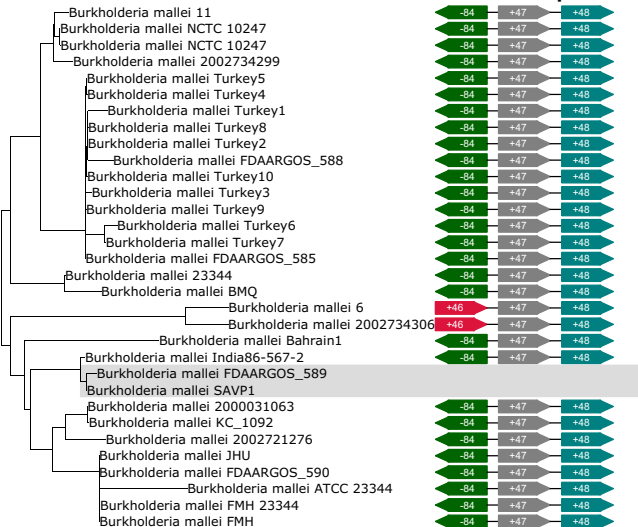 Burkholderia mallei 11 -84 +47 +48
Burkholderia mallei NCTC 10247 -84 +47 +48
Burkholderia mallei NCTC 10247 -84 +47 +48
Burkholderia mallei 2002734299 -84 +47 +48
Burkholderia mallei Turkey5 -84 +47 +48
Burkholderia mallei Turkey4 -84 +47 +48
Burkholderia mallei Turkey1 -84 +47 +48
Burkholderia mallei Turkey8 -84 +47 +48
Burkholderia mallei Turkey2 -84 +47 +48
Burkholderia mallei FDAARGOS_588 -84 +47 +48
Burkholderia mallei Turkey10 -84 +47 +48
Burkholderia mallei Turkey3 -84 +47 +48
Burkholderia mallei Turkey9 -84 +47 +48
Burkholderia mallei Turkey6 -84 +47 +48
Burkholderia mallei Turkey7 -84 +47 +48
Burkholderia mallei FDAARGOS_585 -84 +47 +48
Burkholderia mallei 23344 -84 +47 +48
Burkholderia mallei BMQ -84 +47 +48
Burkholderia mallei 6 +46 +47 +48
Burkholderia mallei 2002734306 +46 +47 +48
Burkholderia mallei Bahrain1 -84 +47 +48
Burkholderia mallei India86-567-2 -84 +47 +48
Burkholderia mallei FDAARGOS_589
Burkholderia mallei SAVP1
Burkholderia mallei 2000031063 -84 +47 +48
Burkholderia mallei KC_1092 -84 +47 +48
Burkholderia mallei 2002721276 -84 +47 +48
Burkholderia mallei JHU -84 +47 +48
Burkholderia mallei FDAARGOS_590 -84 +47 +48
Burkholderia mallei ATCC 23344 -84 +47 +48
Burkholderia mallei FMH 23344 -84 +47 +48
Burkholderia mallei FMH -84 +47 +48